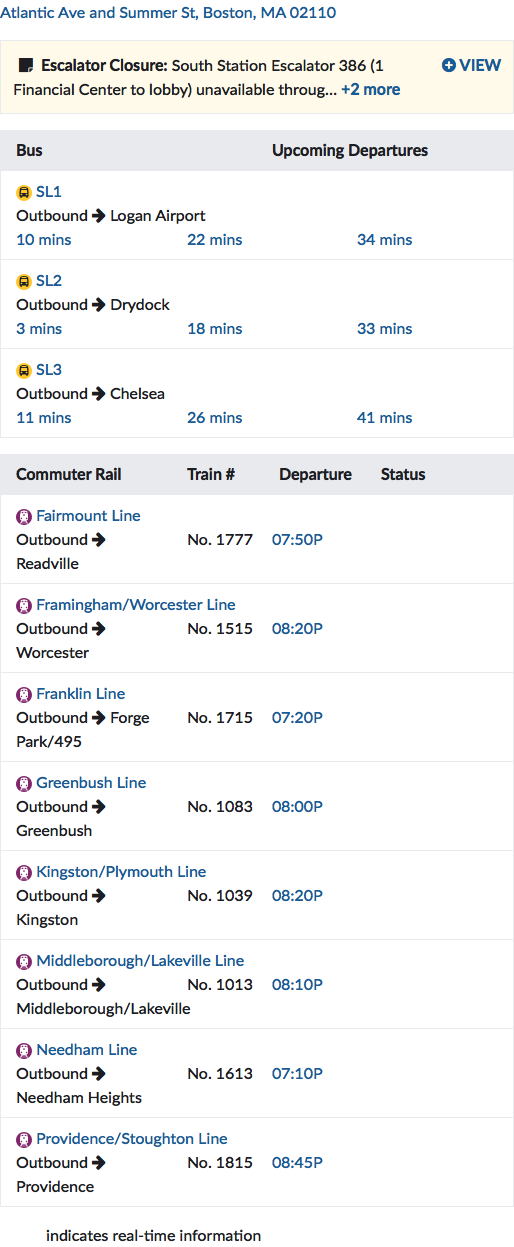 Atlantic Ave and Summer St, Boston, MA 02110
Escalator Closure: South Station Escalator 386 (1 VIEW
Financial Center to lobby) unavailable throug... +2 more
Bus Upcoming Departures
SL1
Outbound → Logan Airport
10 mins 22 mins 34 mins
SL2
Outbound → Drydock
3 mins 18 mins 33 mins
SL3
Outbound → Chelsea
11 mins 26 mins 41 mins
Commuter Rail Train # Departure Status
Fairmount Line
Outbound → No. 1777 07:50P
Readville
Framingham/Worcester Line
Outbound → No. 1515 08:20P
Worcester
Franklin Line
Outbound → Forge No. 1715 07:20P
Park/495
Greenbush Line
Outbound → No. 1083 08:00P
Greenbush
Kingston/Plymouth Line
Outbound → No. 1039 08:20P
Kingston
Middleborough/Lakeville Line
Outbound → No. 1013 08:10P
Middleborough/Lakeville
Needham Line
Outbound → No. 1613 07:10P
Needham Heights
Providence/Stoughton Line
Outbound → No. 1815 08:45P
Providence
indicates real-time information